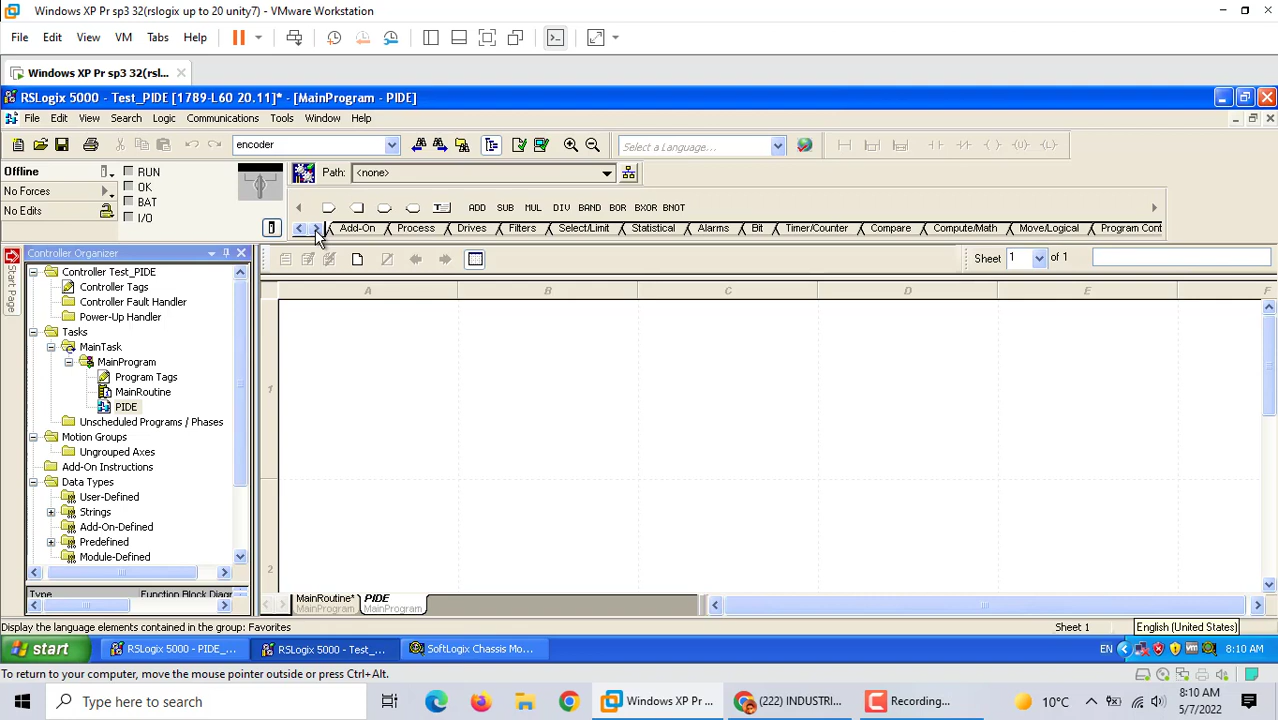 Windows XP Pr sp3 32(rslogix up to 20 unity7) - VMware Workstation
File Edit View VM Tabs Help
Windows XP Pr sp3 32(rsl...
RSLogix 5000 - Test_PIDE [1789-L60 20.11]* - [MainProgram - PIDE]
File Edit View Search Logic Communications Tools Window Help
encoder
Select a Language...
Offline
RUN
Path:
<none>
No Forces
OK
BAT
No Edits
I/O
ADD SUB MUL DIV BAND BOR BXOR BNOT
Add-On Process Drives Filters Select/Limit Statistical Alarms Bit Timer/Counter Compare Compute/Math Move/Logical Program Cont
Start Page
Controller Organizer
Sheet 1 of 1
Controller Test_PIDE
Controller Tags
Controller Fault Handler
Power-Up Handler
Tasks
MainTask
MainProgram
Program Tags
MainRoutine
PIDE
Unscheduled Programs / Phases
Motion Groups
Ungrouped Axes
Add-On Instructions
Data Types
User-Defined
Strings
Add-On-Defined
Predefined
Module-Defined
A B C D E F
1
2
Type Function Block Diagr
MainRoutine*
MainProgram
PIDE
MainProgram
Display the language elements contained in the group: Favorites
Sheet 1
English (United States)
start
RSLogix 5000 - PIDE_...
RSLogix 5000 - Test_...
SoftLogix Chassis Mo...
EN
8:10 AM
To return to your computer, move the mouse pointer outside or press Ctrl+Alt.
Type here to search
Windows XP Pr...
(222) INDUSTRI...
Recording...
10°C
8:10 AM
5/7/2022